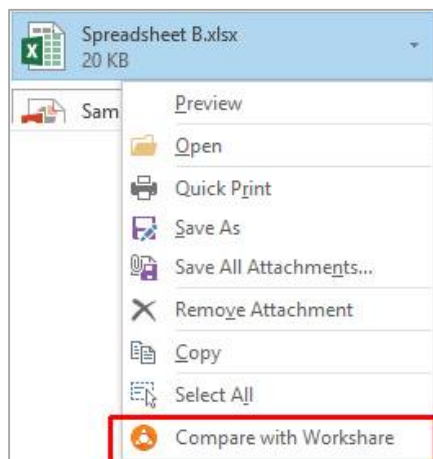 Spreadsheet B.xlsx
20 KB
Sam
Preview
Open
Quick Print
Save As
Save All Attachments...
Remove Attachment
Copy
Select All
Compare with Workshare